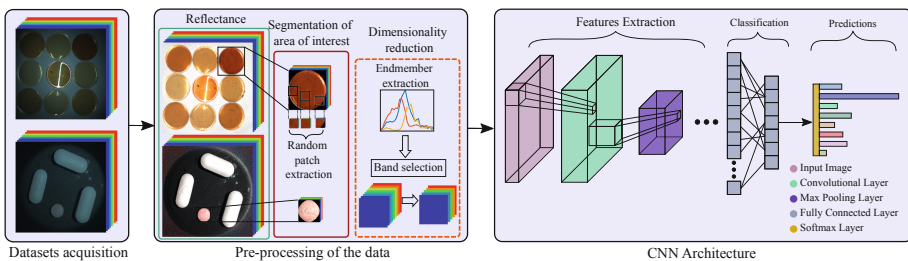 Reflectance
Segmentation of
area of interest
Random
patch
extraction
Dimensionality
reduction
Endmember
extraction
Band selection
Features Extraction
Classification
Predictions
Input Image
Convolutional Layer
Max Pooling Layer
Fully Connected Layer
Softmax Layer
Datasets acquisition
Pre-processing of the data
CNN Architecture